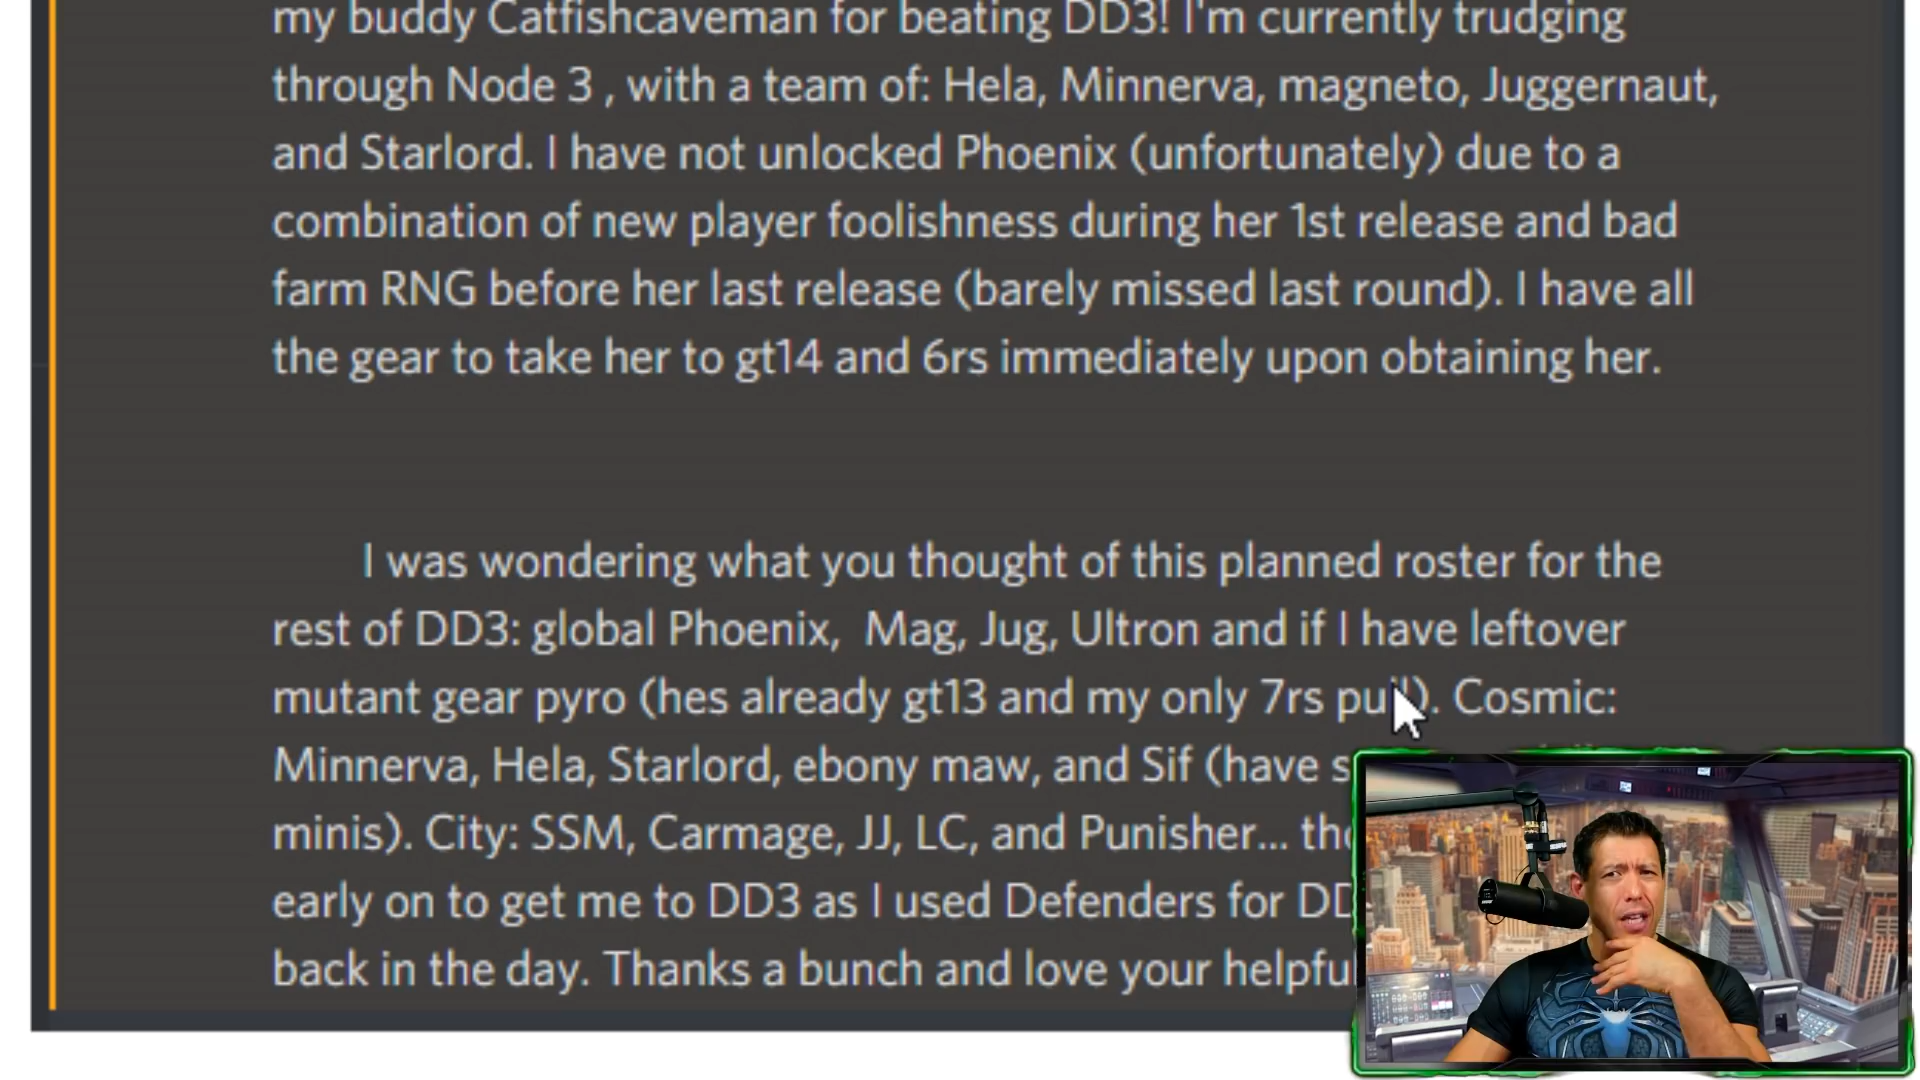 my buddy Catfishcaveman for beating DD3! I'm currently trudging
through Node 3 , with a team of: Hela, Minnerva, magneto, Juggernaut,
and Starlord. I have not unlocked Phoenix (unfortunately) due to a
combination of new player foolishness during her 1st release and bad
farm RNG before her last release (barely missed last round). I have all
the gear to take her to gt14 and 6rs immediately upon obtaining her.
I was wondering what you thought of this planned roster for the
rest of DD3: global Phoenix, Mag, Jug, Ultron and if I have leftover
mutant gear pyro (hes already gt13 and my only 7rs pull). Cosmic:
Minnerva, Hela, Starlord, ebony maw, and Sif (have
minis). City: SSM, Carmage, JJ, LC, and Punisher...
early on to get me to DD3 as I used Defenders for
back in the day. Thanks a bunch and love your